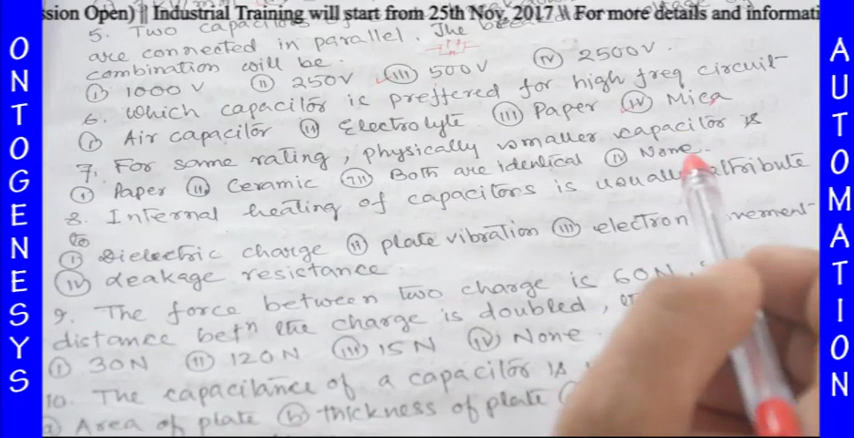 ssion Open) || Industrial Training will start from 25th Nov, 2017 \\ For more details and informati
ONTOGENESYS
AUTOMATION
5. Two
are connected in parallel. The
combination will be.
(i) 1000 V (ii) 250V (iii) 500V (iv) 2500V.
6. Which capacitor is preffered for high freq circuit
(i) Air capacitor (ii) Electrolyte (iii) Paper (iv) Mica
7. For same rating, physically smaller capacitor is
(i) Paper (ii) Ceramic (iii) Both are identical (iv) None.
8. Internal heating of capacitors is usually attribute
to
(i) Dielectric charge (ii) plate vibration (iii) electron
(iv) Leakage resistance
9. The force between two charge is 60N.
distance betn the charge is doubled,
(i) 30N (ii) 120N (iii) 15N (iv) None.
10. The capacitance of a capacitor is
(a) Area of plate (b) thickness of plate